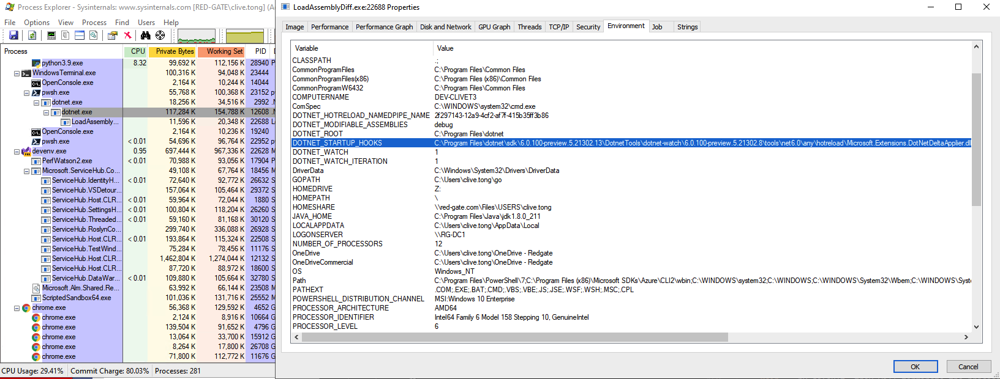 Process Explorer - Sysinternals: www.sysinternals.com [RED-GATE\clive.tong] (A
File Options View Process Find Users Help
Process CPU Private Bytes Working Set PID
python3.9.exe 8.32 99,692 K 112,156 K 28940 P
WindowsTerminal.exe 100,316 K 94,048 K 23444
OpenConsole.exe 2,164 K 10,244 K 14044
pwsh.exe 55,768 K 100,368 K 23152 p
dotnet.exe 18,256 K 34,516 K 2992 .N
dotnet.exe 117,284 K 154,788 K 12608 .N
LoadAssembly... 11,596 K 20,348 K 22688 L
OpenConsole.exe 2,164 K 10,236 K 19240
pwsh.exe < 0.01 54,696 K 96,764 K 22952 p
devenv.exe 0.95 697,444 K 967,336 K 22628 M
PerfWatson2.exe < 0.01 70,988 K 93,056 K 17904 P
Microsoft.ServiceHub.Co... 49,108 K 67,764 K 18456 M
ServiceHub.IdentityH... < 0.01 72,640 K 92,772 K 26632 S
ServiceHub.VSDetour... 157,064 K 105,464 K 29372 S
ServiceHub.Host.CLR... < 0.01 59,964 K 72,044 K 1880 S
ServiceHub.SettingsH... < 0.01 100,804 K 118,204 K 26260 S
ServiceHub.Threaded... < 0.01 59,160 K 81,168 K 30120 S
ServiceHub.RoslynCo... 299,740 K 336,088 K 26928 S
ServiceHub.Host.CLR... < 0.01 193,864 K 115,324 K 22508 S
ServiceHub.TestWind... 75,284 K 78,456 K 11176 S
ServiceHub.Host.CLR... 1,462,804 K 1,274,044 K 12132 S
ServiceHub.Host.CLR... 87,720 K 88,972 K 18600 S
ServiceHub.DataWar... < 0.01 109,880 K 105,664 K 32780 S
Microsoft.Alm.Shared.Re... 63,992 K 66,144 K 23508 M
ScriptedSandbox64.exe 101,036 K 131,716 K 25552 M
chrome.exe 56,368 K 129,592 K 4652 G
chrome.exe 2,124 K 8,916 K 10664 G
chrome.exe 139,504 K 91,652 K 4796 G
chrome.exe 13,064 K 33,700 K 15912 G
chrome.exe 8,264 K 17,800 K 26708 G
chrome.exe 71,800 K 112,772 K 11676 G
CPU Usage: 29.41% Commit Charge: 80.03% Processes: 281
LoadAssemblyDiff.exe:22688 Properties
Image Performance Performance Graph Disk and Network GPU Graph Threads TCP/IP Security Environment Job Strings
Variable Value
CLASSPATH .;
CommonProgramFiles C:\Program Files\Common Files
CommonProgramFiles(x86) C:\Program Files (x86)\Common Files
CommonProgramW6432 C:\Program Files\Common Files
COMPUTERNAME DEV-CLIVET3
ComSpec C:\WINDOWS\system32\cmd.exe
DOTNET_HOTRELOAD_NAMEDPIPE_NAME 2f297143-12a9-4cf2-af7f-415b35ff3b86
DOTNET_MODIFIABLE_ASSEMBLIES debug
DOTNET_ROOT C:\Program Files\dotnet
DOTNET_STARTUP_HOOKS C:\Program Files\dotnet\sdk\6.0.100-preview.5.21302.13\DotnetTools\dotnet-watch\6.0.100-preview.5.21302.8\tools\net6.0\any\hotreload\Microsoft.Extensions.DotNetDeltaApplier.dl
DOTNET_WATCH 1
DOTNET_WATCH_ITERATION 1
DriverData C:\Windows\System32\Drivers\DriverData
GOPATH C:\Users\clive.tong\go
HOMEDRIVE Z:
HOMEPATH \
HOMESHARE \\red-gate.com\Files\USERS\clive.tong
JAVA_HOME C:\Program Files\Java\jdk1.8.0_211
LOCALAPPDATA C:\Users\clive.tong\AppData\Local
LOGONSERVER \\RG-DC1
NUMBER_OF_PROCESSORS 12
OneDrive C:\Users\clive.tong\OneDrive - Redgate
OneDriveCommercial C:\Users\clive.tong\OneDrive - Redgate
OS Windows_NT
Path C:\Program Files\PowerShell\7;C:\Program Files (x86)\Microsoft SDKs\Azure\CLI2\wbin;C:\WINDOWS\system32;C:\WINDOWS;C:\WINDOWS\System32\Wbem;C:\WINDOWS\Syst
PATHEXT .COM;.EXE;.BAT;.CMD;.VBS;.VBE;.JS;.JSE;.WSF;.WSH;.MSC;.CPL
POWERSHELL_DISTRIBUTION_CHANNEL MSI:Windows 10 Enterprise
PROCESSOR_ARCHITECTURE AMD64
PROCESSOR_IDENTIFIER Intel64 Family 6 Model 158 Stepping 10, GenuineIntel
PROCESSOR_LEVEL 6
OK Cancel